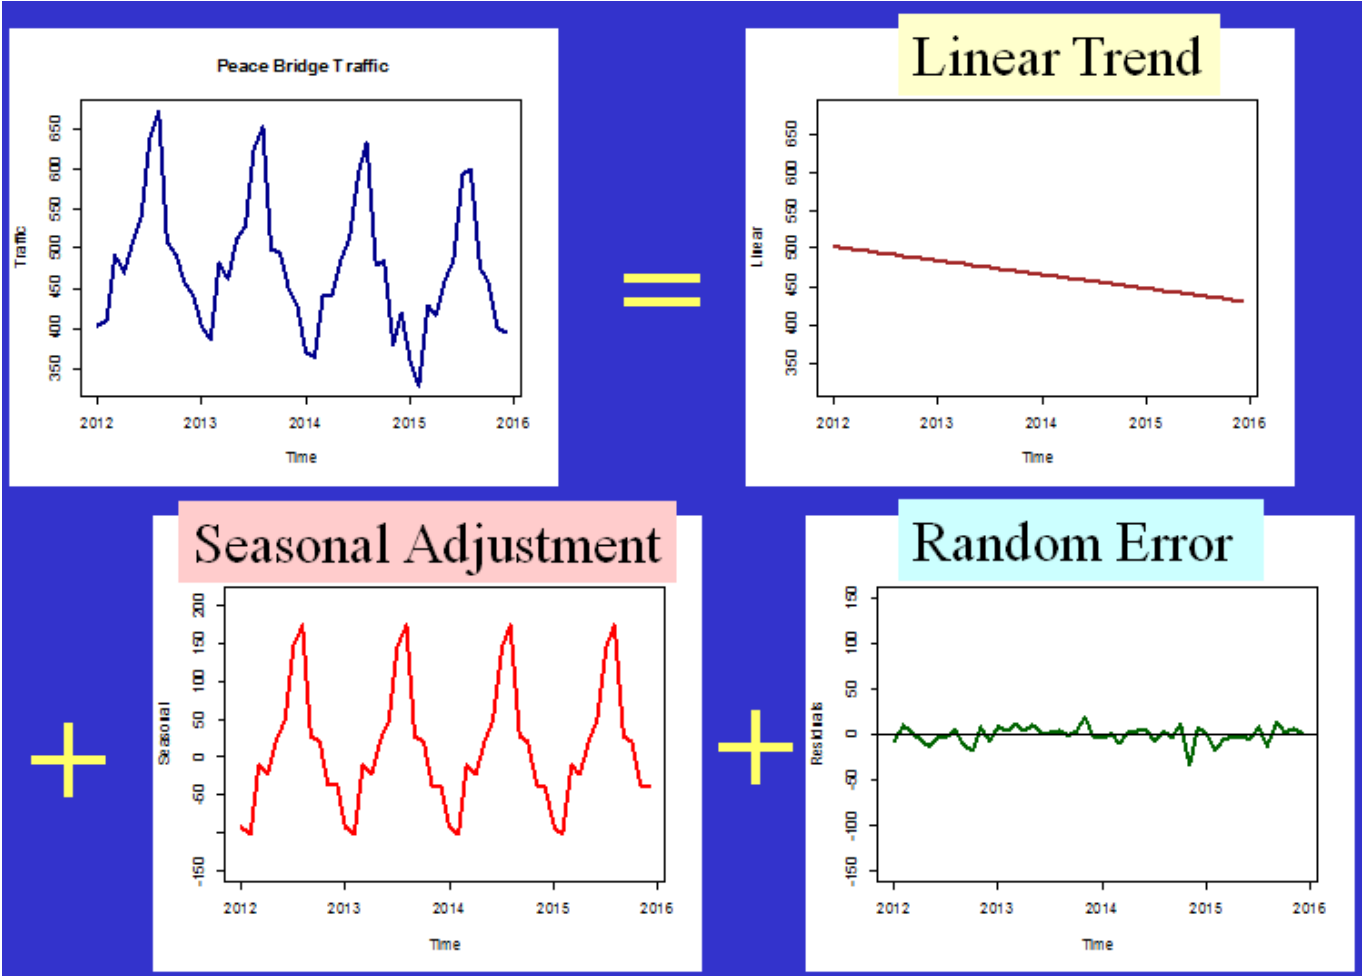 Peace Bridge Traffic
Traffic
650
600
550
500
450
400
350
2012 2013 2014 2015 2016
Time
=
Linear Trend
Linear
650
600
550
500
450
400
350
2012 2013 2014 2015 2016
Time
+
Seasonal Adjustment
Seasonal
200
150
100
50
0
-50
-150
2012 2013 2014 2015 2016
Time
+
Random Error
Residuals
150
100
50
0
-50
-100
-150
2012 2013 2014 2015 2016
Time